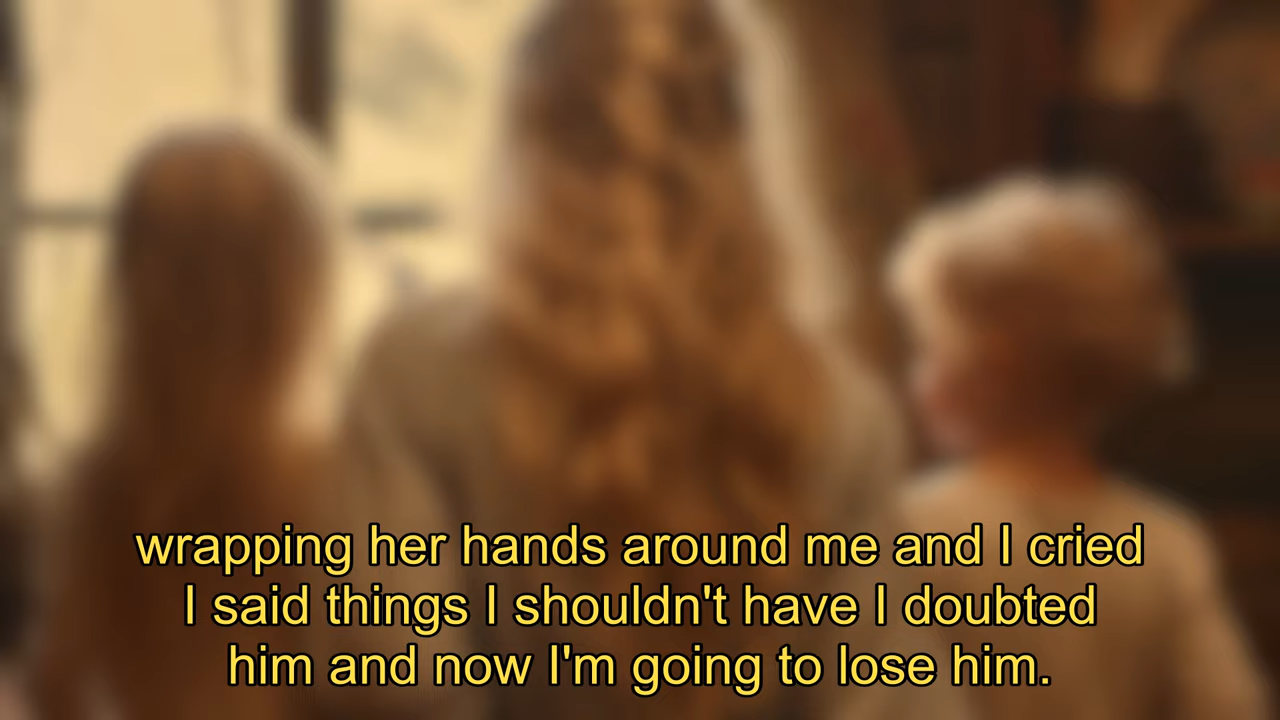 wrapping her hands around me and I cried
I said things I shouldn't have I doubted
him and now I'm going to lose him.